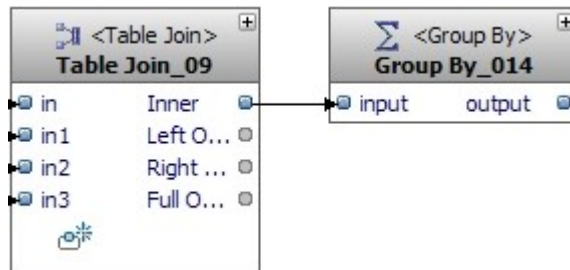 <Table Join>
Table Join_09
in Inner
in1 Left O...
in2 Right ...
in3 Full O...
<Group By>
Group By_014
input output